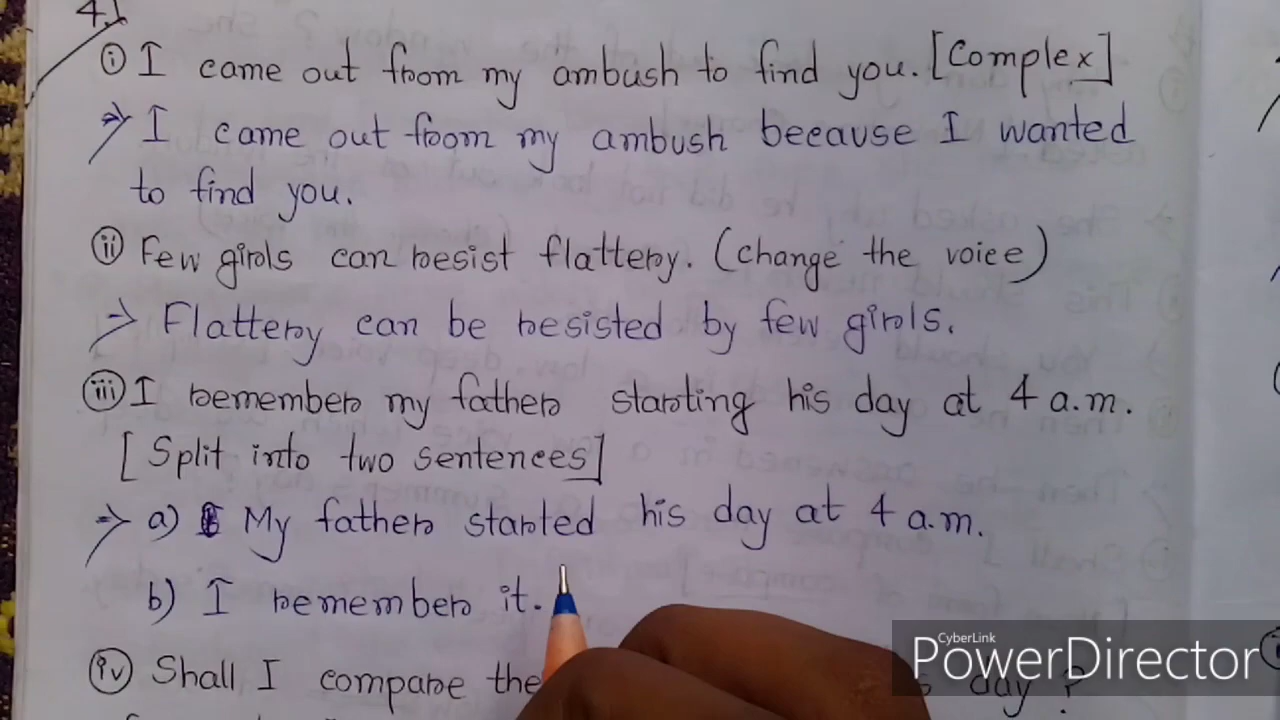 4.)
i) I came out from my ambush to find you. [Complex]
⇒ I came out from my ambush because I wanted
to find you.
ii) Few girls can resist flattery. (change the voice)
⇒ Flattery can be resisted by few girls.
iii) I remember my father starting his day at 4 a.m.
[Split into two sentences]
⇒ a) My father started his day at 4 a.m.
b) I remember it.
iv) Shall I compare the day?
CyberLink
PowerDirector